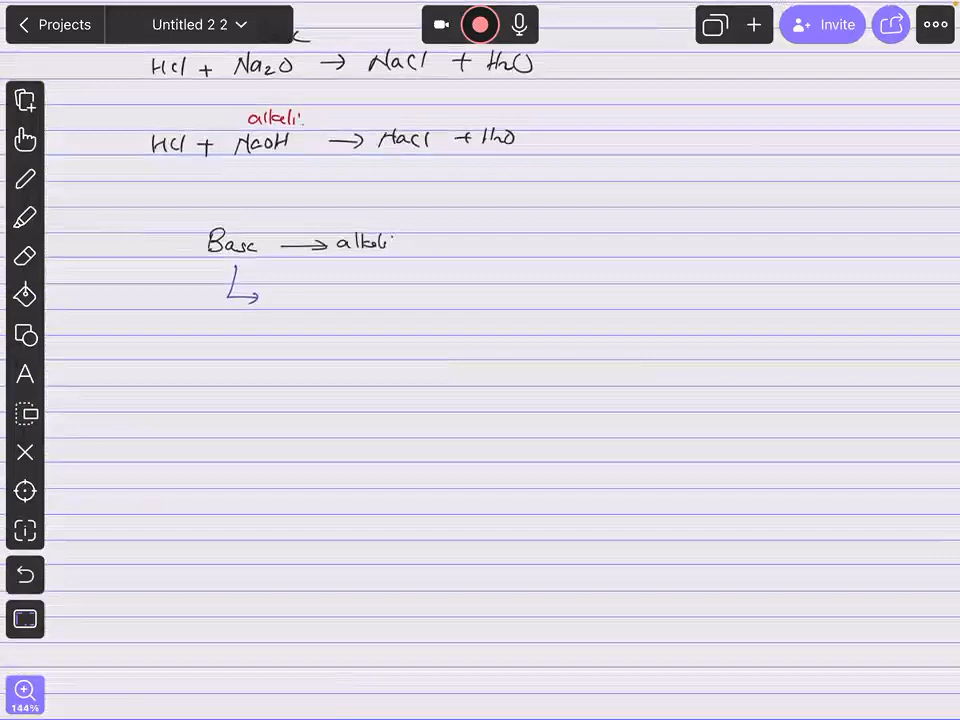 Projects
Untitled 2 2
Invite
HCl + Na₂O → NaCl + H₂O
alkali
HCl + NaOH → NaCl + H₂O
Base → alkali
144%